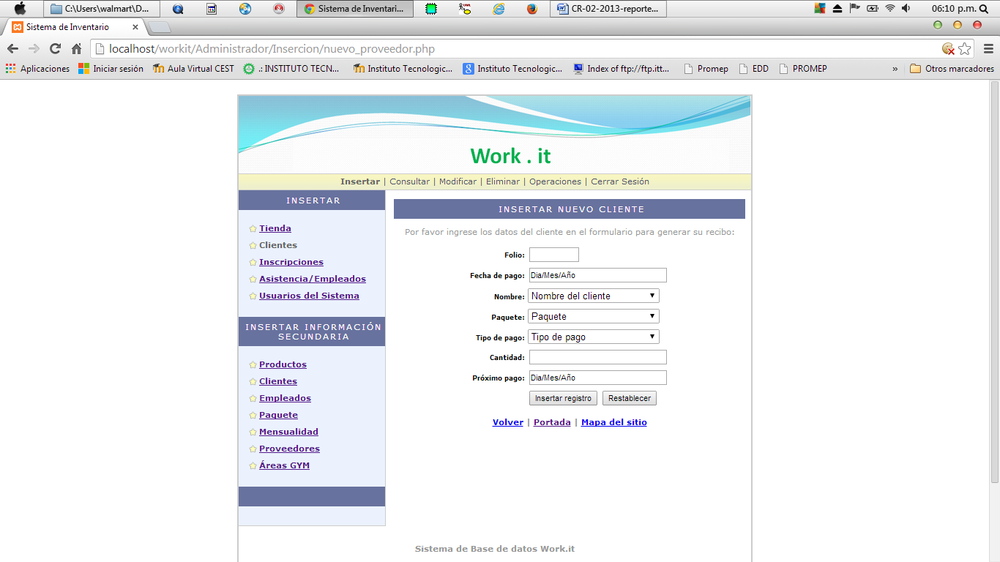 C:\Users\walmart\D...
Sistema de Inventari...
UML
CR-02-2013-reporte...
06:10 p.m.
Sistema de Inventario
localhost/workit/Administrador/Insercion/nuevo_proveedor.php
Aplicaciones
Iniciar sesión
Aula Virtual CEST
.: INSTITUTO TECN...
Instituto Tecnologic...
Instituto Tecnologic...
Index of ftp://ftp.itt...
Promep
EDD
PROMEP
»
Otros marcadores
Work . it
Insertar | Consultar | Modificar | Eliminar | Operaciones | Cerrar Sesión
INSERTAR
Tienda
Clientes
Inscripciones
Asistencia/Empleados
Usuarios del Sistema
INSERTAR INFORMACIÓN
SECUNDARIA
Productos
Clientes
Empleados
Paquete
Mensualidad
Proveedores
Áreas GYM
INSERTAR NUEVO CLIENTE
Por favor ingrese los datos del cliente en el formulario para generar su recibo:
Folio:
Fecha de pago: Dia/Mes/Año
Nombre: Nombre del cliente
Paquete: Paquete
Tipo de pago: Tipo de pago
Cantidad:
Próximo pago: Dia/Mes/Año
Insertar registro Restablecer
Volver | Portada | Mapa del sitio
Sistema de Base de datos Work.it